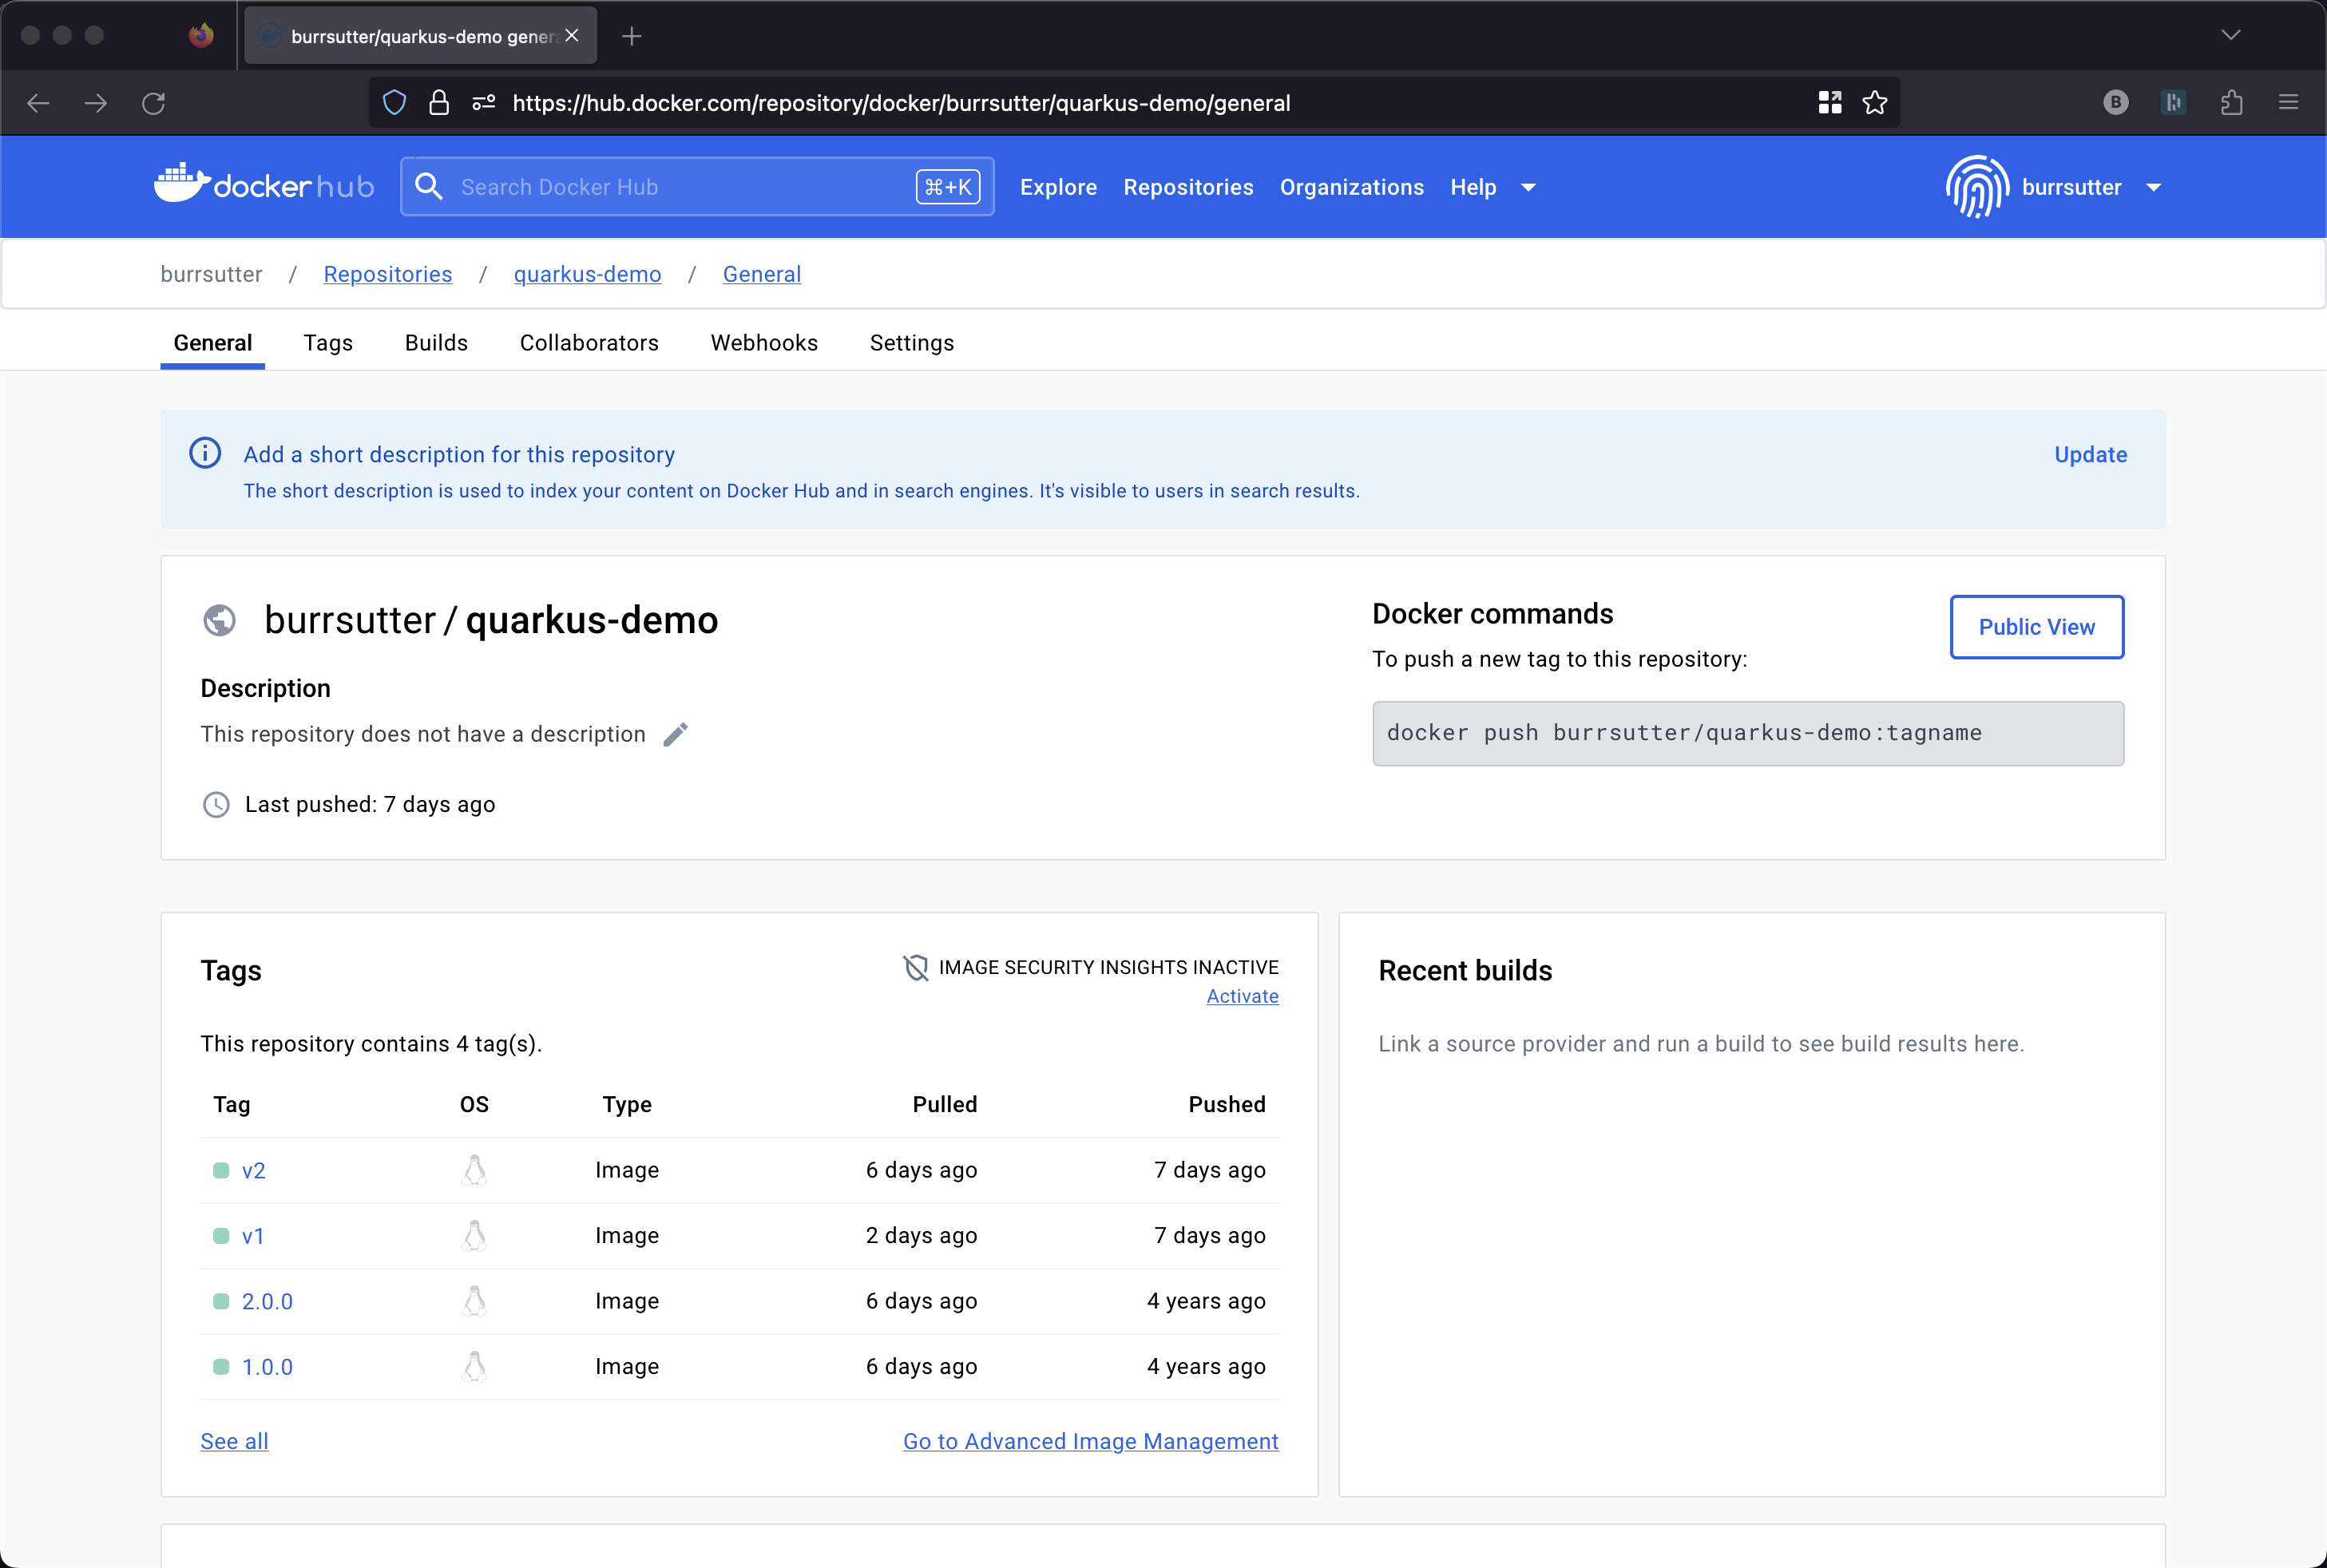 burrsutter/quarkus-demo gener
https://hub.docker.com/repository/docker/burrsutter/quarkus-demo/general
B
dockerhub
Search Docker Hub
⌘+K
Explore
Repositories
Organizations
Help
burrsutter
burrsutter / Repositories / quarkus-demo / General
General
Tags
Builds
Collaborators
Webhooks
Settings
Add a short description for this repository
Update
The short description is used to index your content on Docker Hub and in search engines. It's visible to users in search results.
burrsutter / quarkus-demo
Description
This repository does not have a description
Last pushed: 7 days ago
Docker commands
Public View
To push a new tag to this repository:
docker push burrsutter/quarkus-demo:tagname
Tags
IMAGE SECURITY INSIGHTS INACTIVE
Activate
This repository contains 4 tag(s).
Tag OS Type Pulled Pushed
v2 Image 6 days ago 7 days ago
v1 Image 2 days ago 7 days ago
2.0.0 Image 6 days ago 4 years ago
1.0.0 Image 6 days ago 4 years ago
See all
Go to Advanced Image Management
Recent builds
Link a source provider and run a build to see build results here.